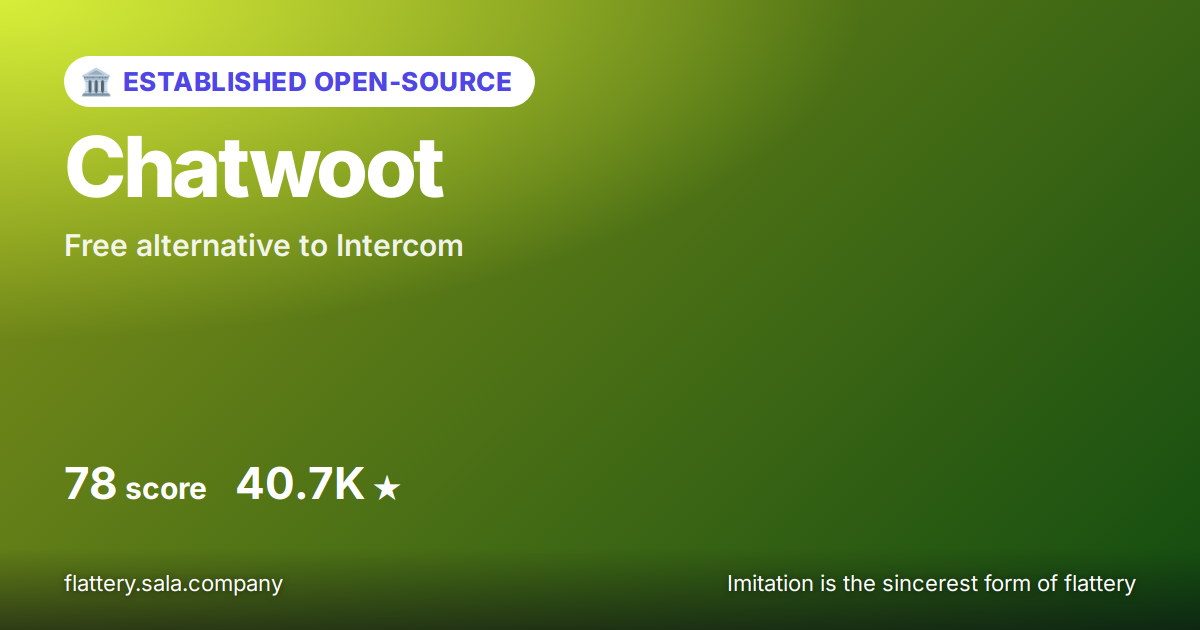 🏛️ ESTABLISHED OPEN-SOURCE
Chatwoot
Free alternative to Intercom
78 score 40.7K ★
flattery.sala.company
Imitation is the sincerest form of flattery